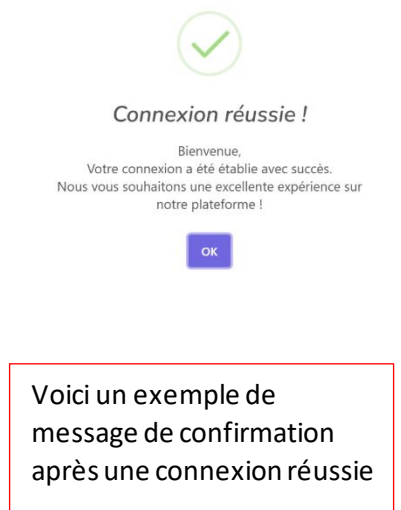 Connexion réussie !
Bienvenue,
Votre connexion a été établie avec succès.
Nous vous souhaitons une excellente expérience sur
notre plateforme !
OK
Voici un exemple de
message de confirmation
après une connexion réussie